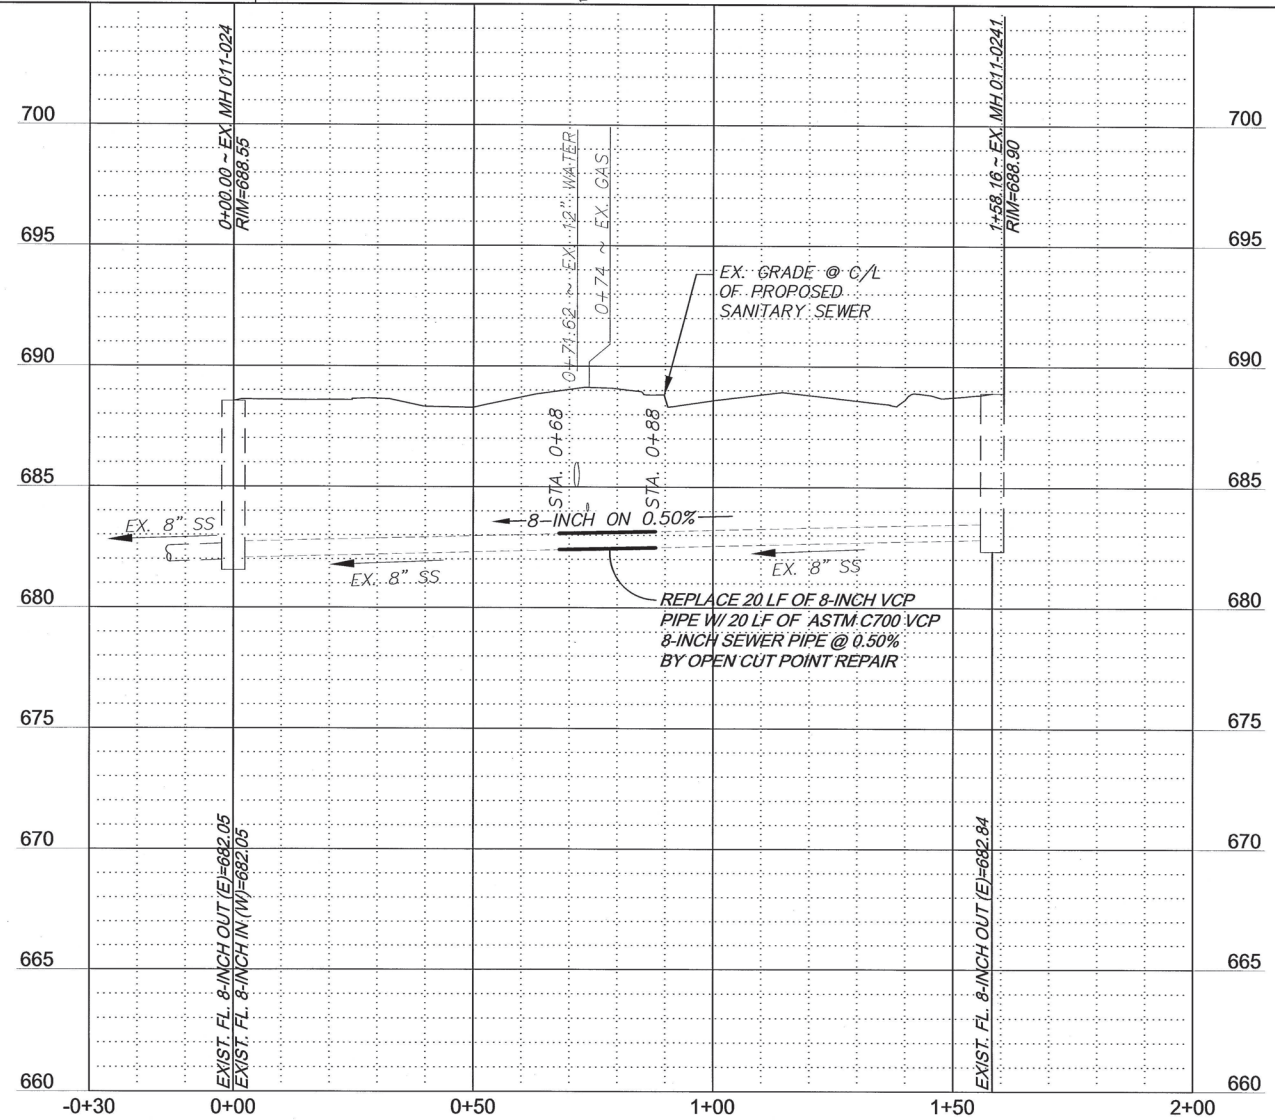 0+00.00 ~ EX. MH 011-024
RIM=688.55
1+58.16 ~ EX. MH 011-0241
RIM=688.90
700
700
0+71.62 ~ EX. 12" WATER
0+74 ~ EX. GAS
695
695
EX. GRADE @ C/L
OF PROPOSED
SANITARY SEWER
690
690
STA. 0+68
STA. 0+88
685
685
EX. 8" SS
8-INCH ON 0.50%
EX. 8" SS
EX. 8" SS
680
680
REPLACE 20 LF OF 8-INCH VCP
PIPE W/ 20 LF OF ASTM C700 VCP
8-INCH SEWER PIPE @ 0.50%
BY OPEN CUT POINT REPAIR
675
675
670
670
EXIST. FL. 8-INCH OUT (E)=682.05
EXIST. FL. 8-INCH IN (W)=682.05
EXIST. FL. 8-INCH OUT (E)=682.84
665
665
660
660
-0+30
0+00
0+50
1+00
1+50
2+00